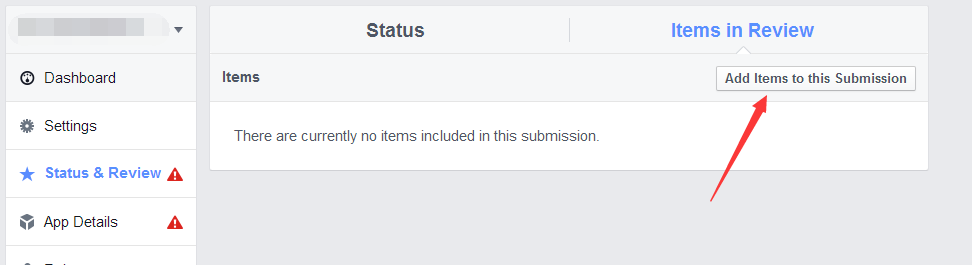 Status
Items in Review
Dashboard
Items
Add Items to this Submission
Settings
There are currently no items included in this submission.
Status & Review
App Details